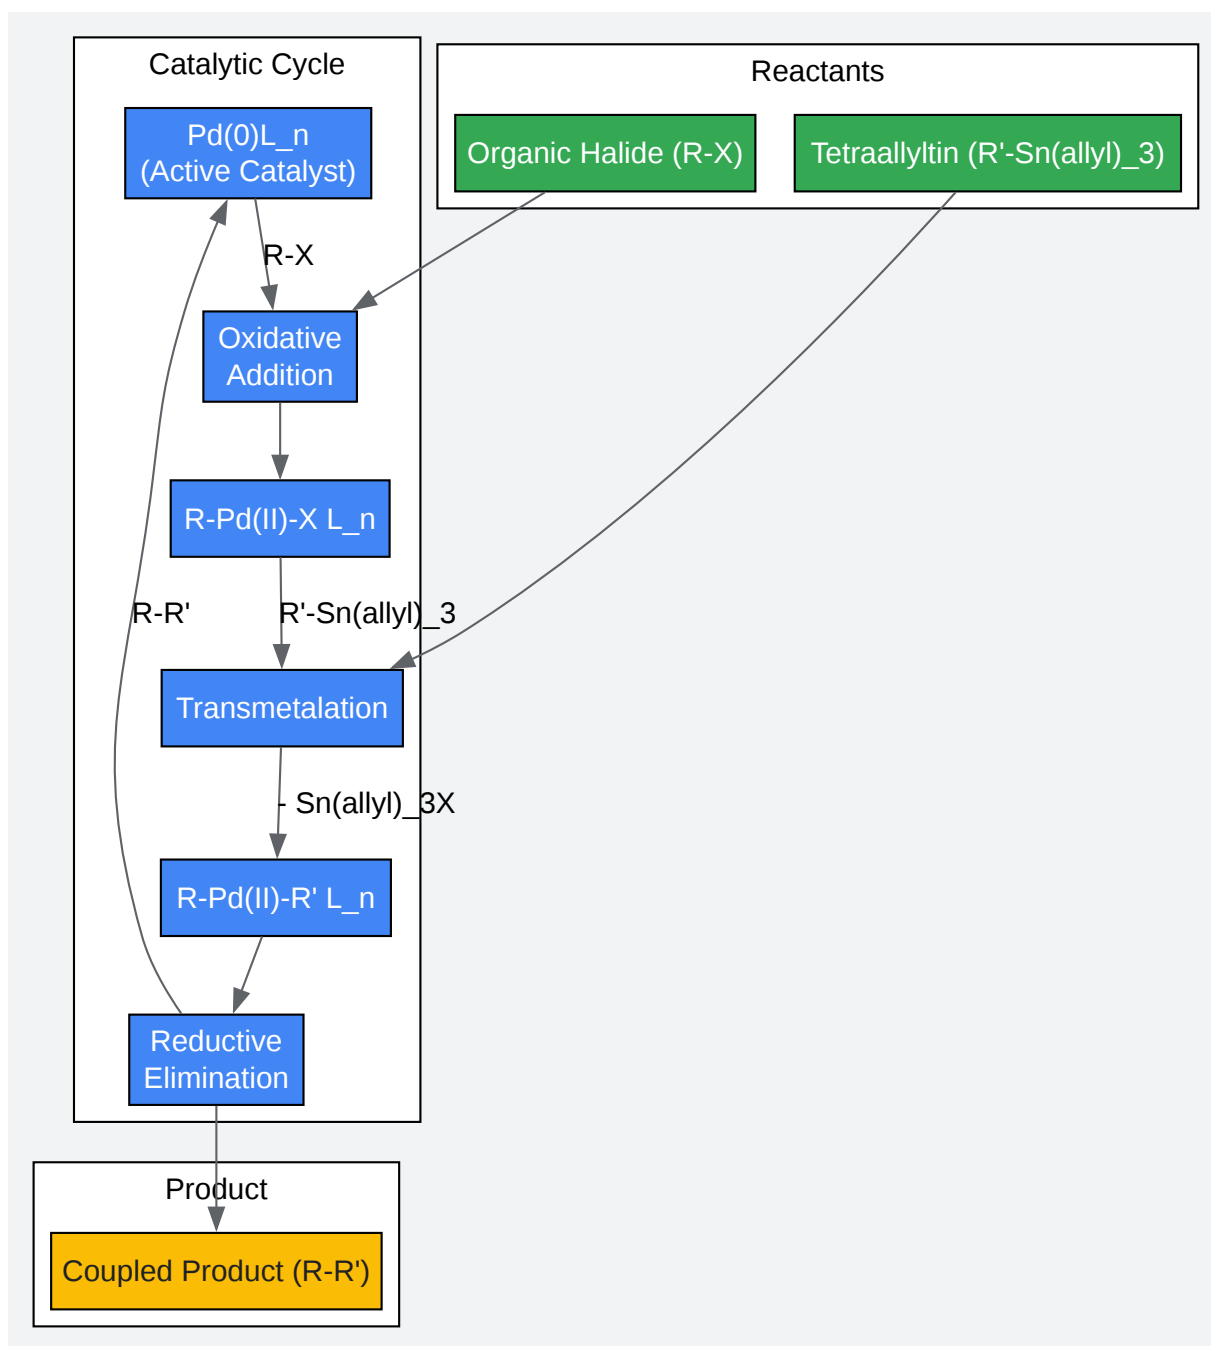 Catalytic Cycle
Reactants
Pd(0)L_n
(Active Catalyst)
Organic Halide (R-X)
Tetraallyltin (R'-Sn(allyl)_3)
R-X
Oxidative
Addition
R-Pd(II)-X L_n
R-R'
R'-Sn(allyl)_3
Transmetalation
- Sn(allyl)_3X
R-Pd(II)-R' L_n
Reductive
Elimination
Product
Coupled Product (R-R')